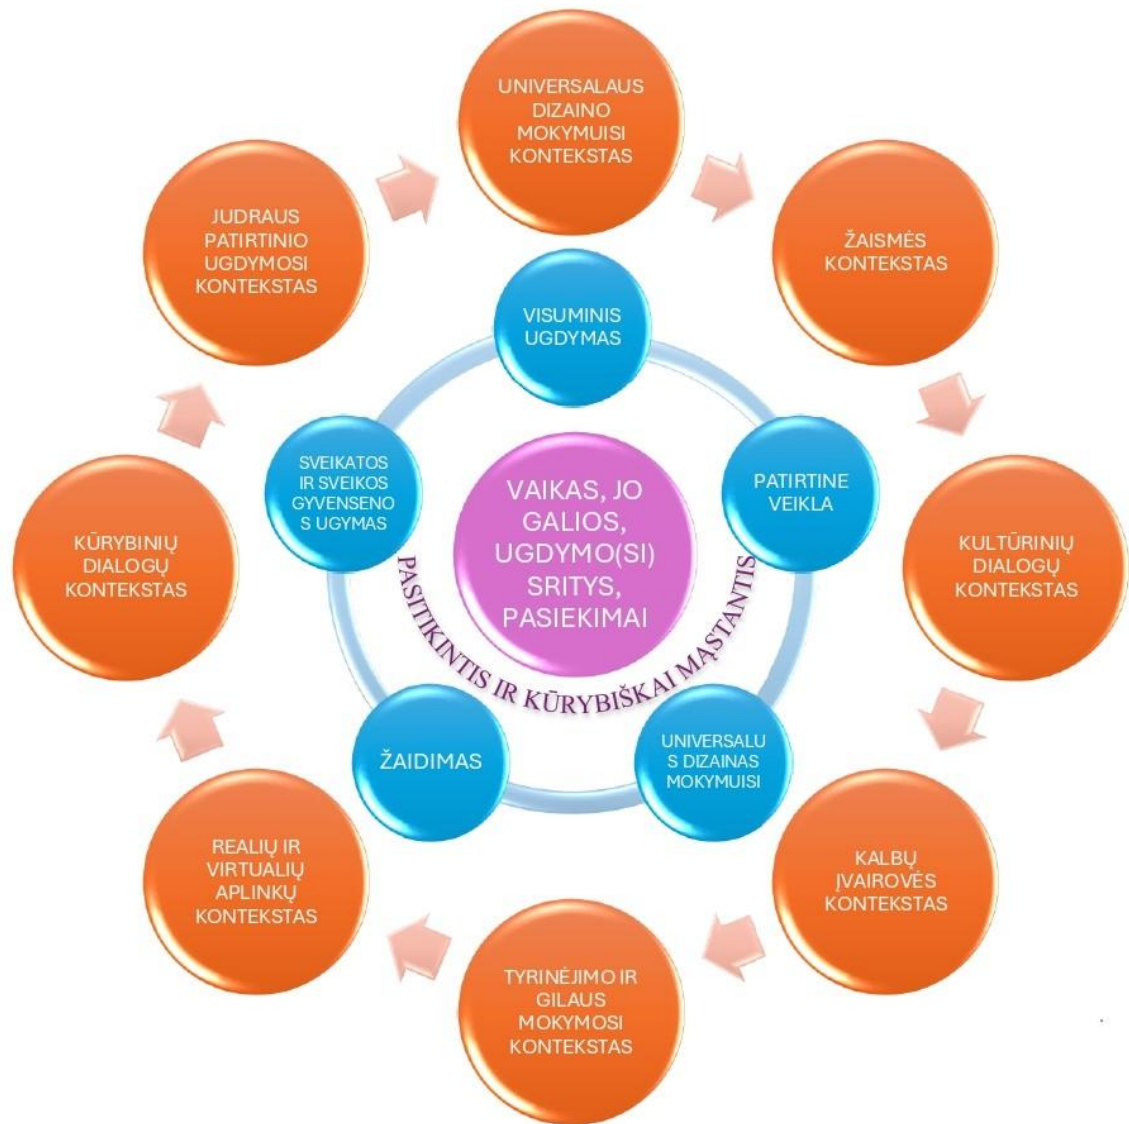 UNIVERSALAUS
DIZAINO
MOKYMUISI
KONTEKSTAS
ŽAISMĖS
KONTEKSTAS
KULTŪRINIŲ
DIALOGŲ
KONTEKSTAS
KALBŲ
ĮVAIROVĖS
KONTEKSTAS
TYRINĖJIMO IR
GILAUS
MOKYMOSI
KONTEKSTAS
REALIŲ IR
VIRTUALIŲ
APLINKŲ
KONTEKSTAS
KŪRYBINIŲ
DIALOGŲ
KONTEKSTAS
JUDRAUS
PATIRTINIO
UGDYMOSI
KONTEKSTAS
VISUMINIS
UGDYMAS
PATIRTINE
VEIKLA
UNIVERSALU
S DIZAINAS
MOKYMUISI
ŽAIDIMAS
SVEIKATOS
IR SVEIKOS
GYVENSENO
S UGYMAS
VAIKAS, JO
GALIOS,
UGDYMO(SI)
SRITYS,
PASIEKIMAI
PASITIKINTIS IR KŪRYBIŠKAI MĄSTANTIS